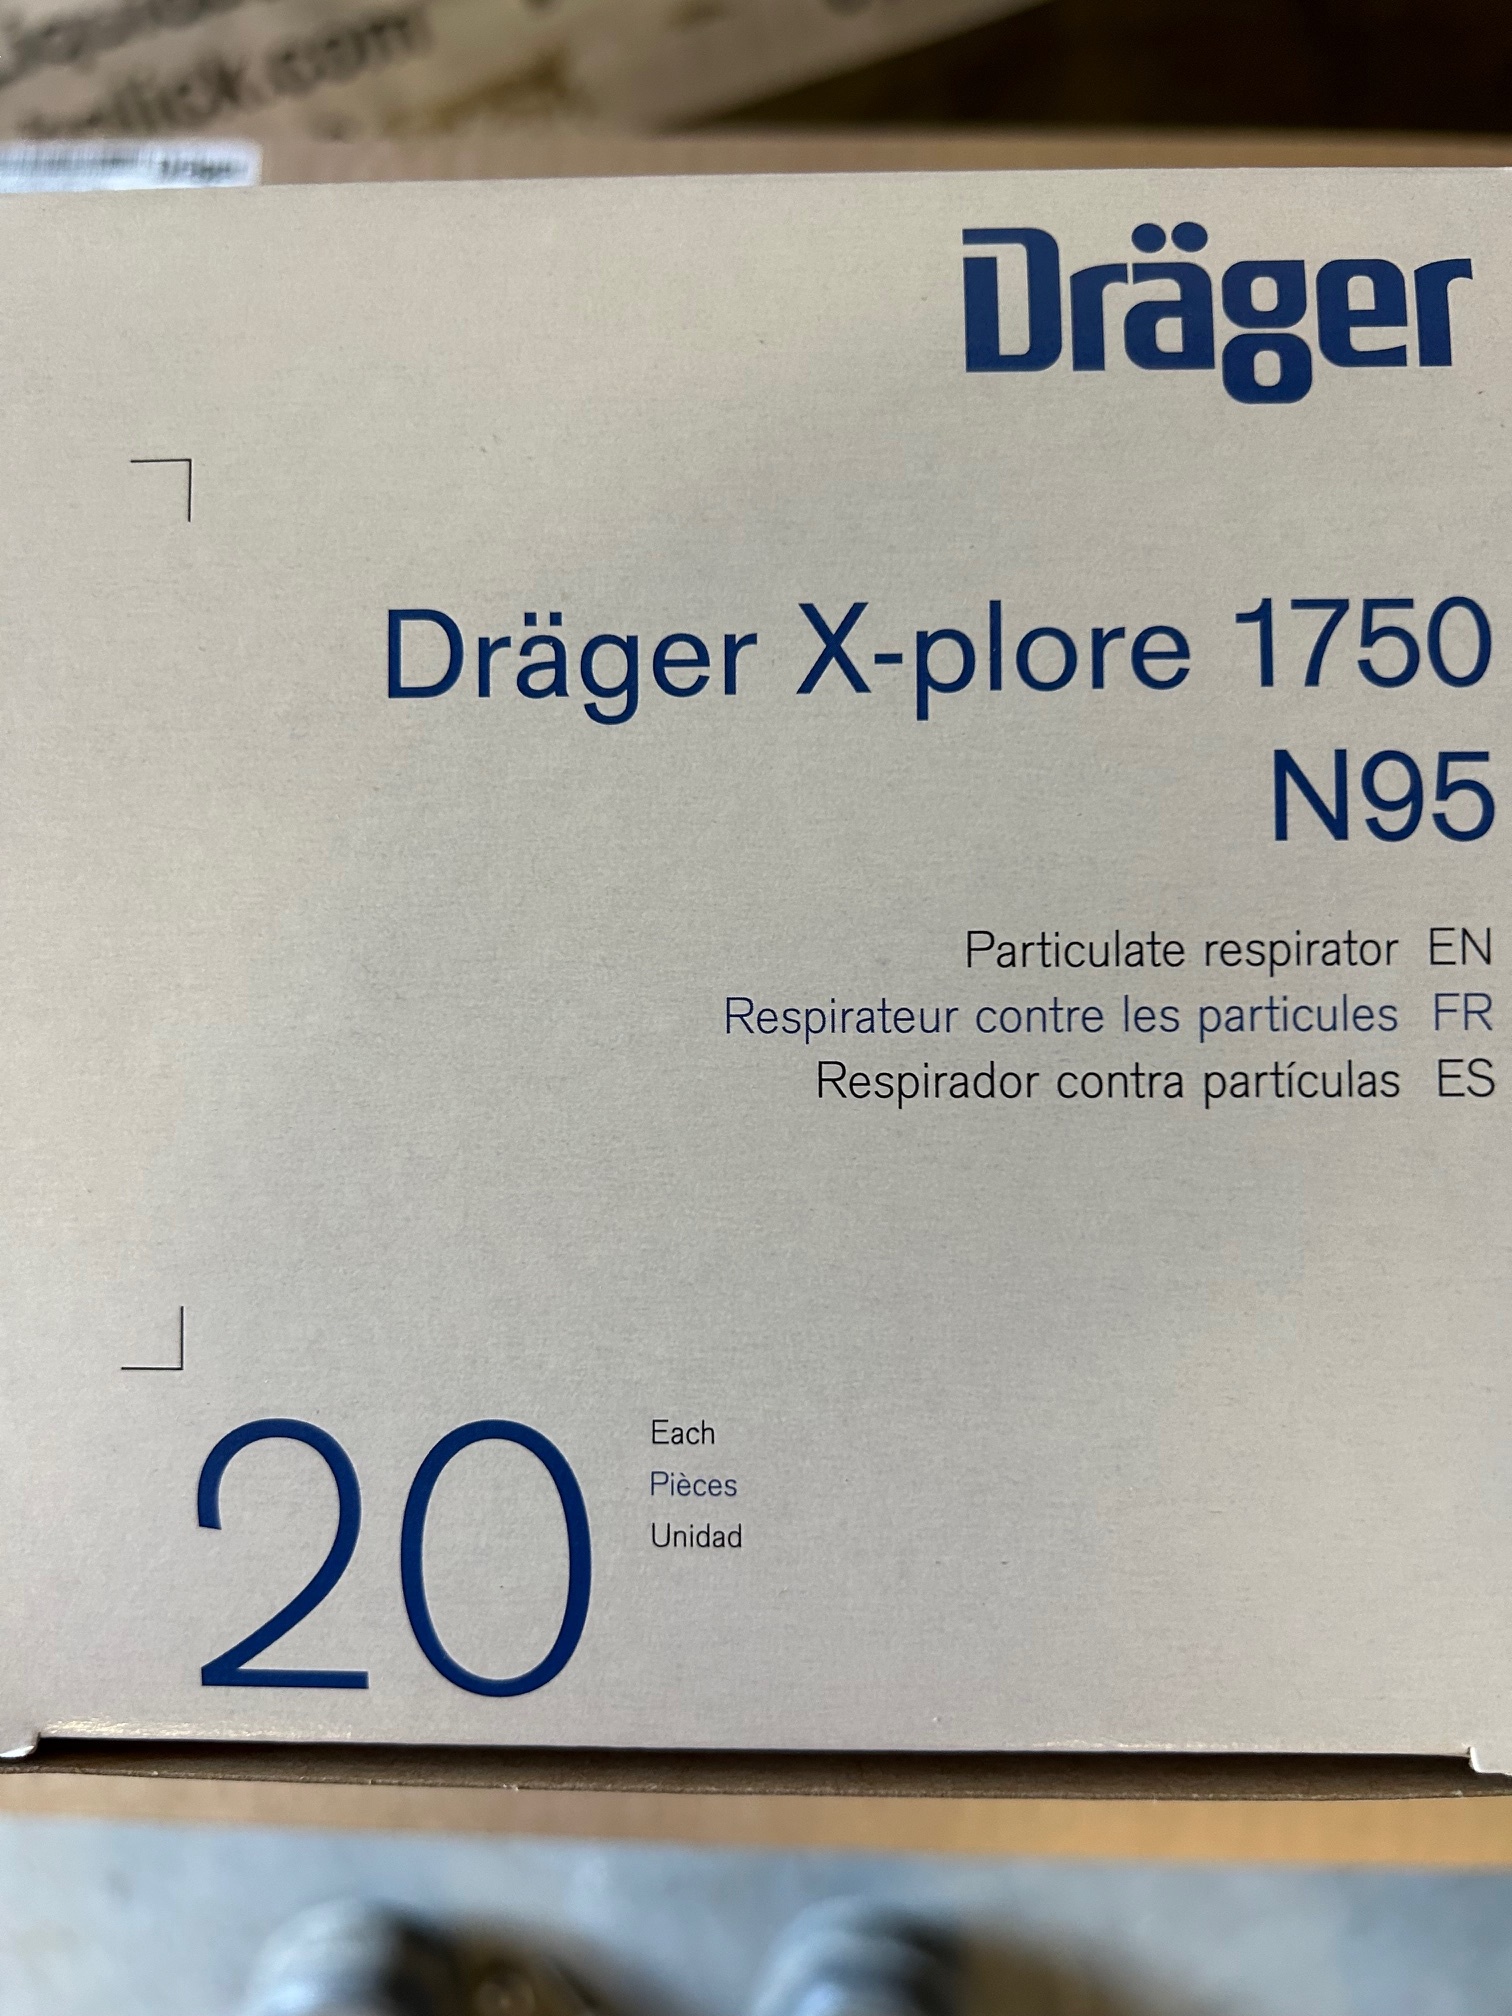 Dräger
Dräger X-plore 1750
N95
Particulate respirator EN
Respirateur contre les particules FR
Respirador contra partículas ES
20
Each
Pièces
Unidad